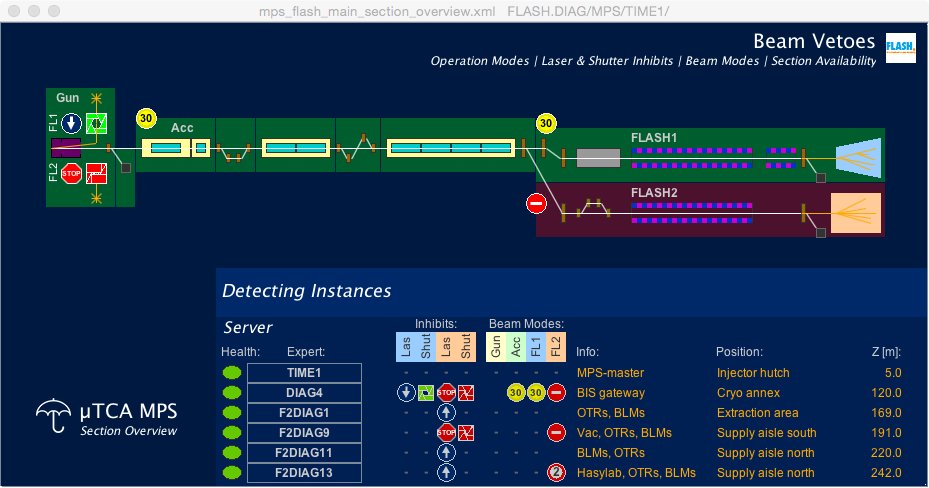 mps_flash_main_section_overview.xml FLASH.DIAG/MPS/TIME1/
Beam Vetoes
FLASH.
Operation Modes | Laser & Shutter Inhibits | Beam Modes | Section Availability
Gun
FL1
30
Acc
30
FLASH1
FL2
STOP
FLASH2
Detecting Instances
Server
Inhibits: Beam Modes:
Health: Expert: Las Shut Las Shut Gun Acc FL1 FL2 Info: Position: Z [m]:
TIME1 - - - - - - - - MPS-master Injector hutch 5.0
DIAG4 STOP - 30 30 BIS gateway Cryo annex 120.0
F2DIAG1 - - - - - - - OTRs, BLMs Extraction area 169.0
F2DIAG9 - - STOP - - - Vac, OTRs, BLMs Supply aisle south 191.0
F2DIAG11 - - - - - - - BLMs, OTRs Supply aisle north 220.0
F2DIAG13 - - - - - - 2 Hasylab, OTRs, BLMs Supply aisle north 242.0
µTCA MPS
Section Overview